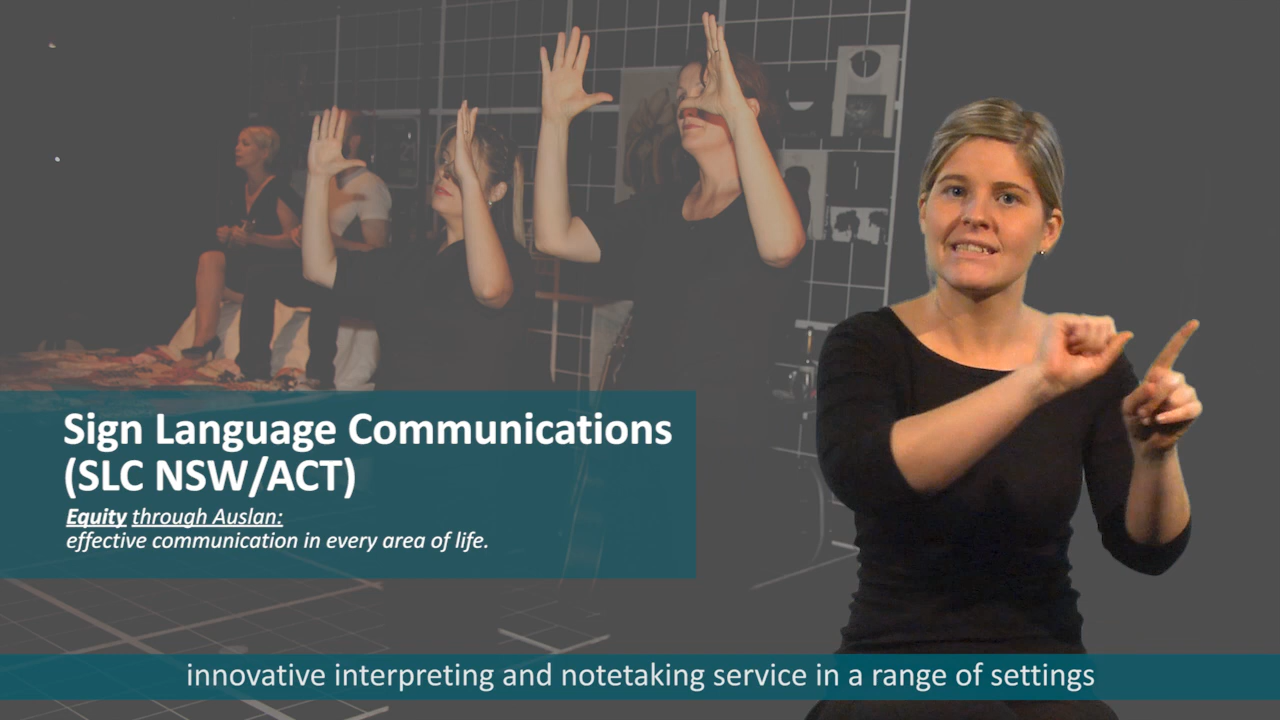 Sign Language Communications
(SLC NSW/ACT)
Equity through Auslan:
effective communication in every area of life.
innovative interpreting and notetaking service in a range of settings